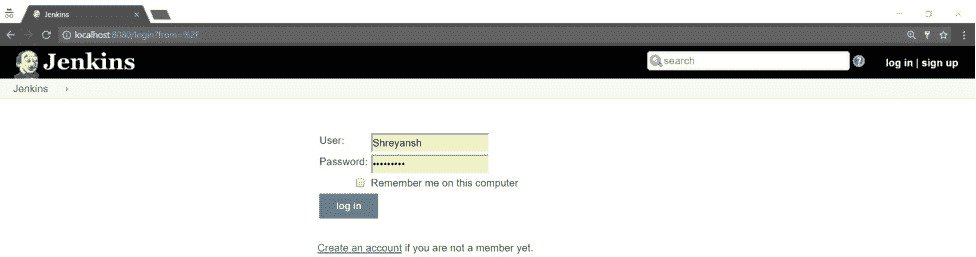 Jenkins
localhost:8080/login?from=%2F
Jenkins
search
log in | sign up
Jenkins
User: Shreyansh
Password: •••••••••
Remember me on this computer
log in
Create an account if you are not a member yet.